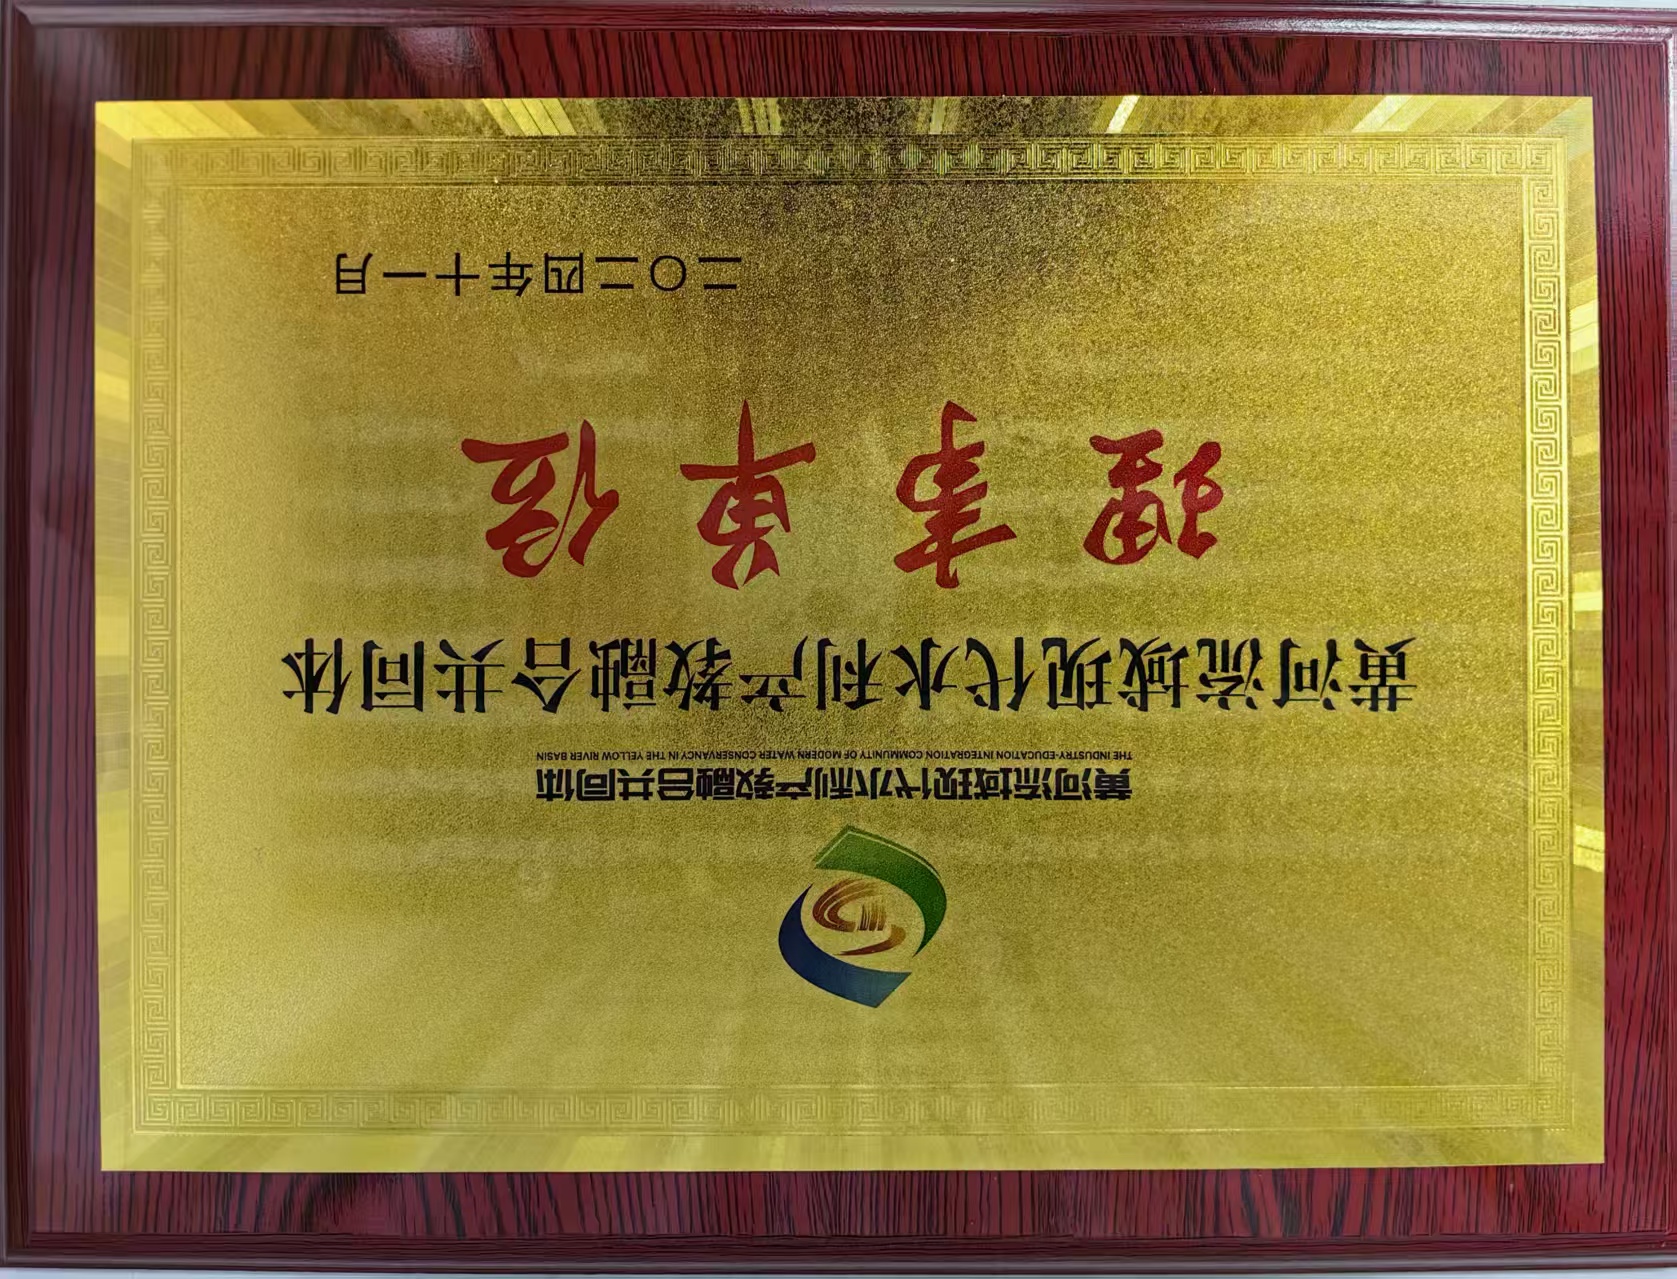 黄河流域现代水利产教融合共同体
THE INDUSTRY-EDUCATION INTEGRATION COMMUNITY OF MODERN WATER CONSERVANCY IN THE YELLOW RIVER BASIN
黄河流域现代水利产教融合共同体
理事单位
二〇二四年十一月